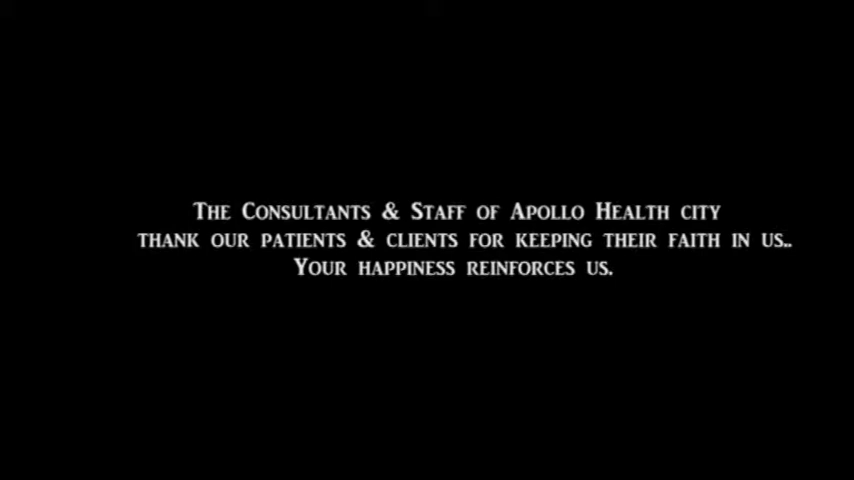 The Consultants & Staff of Apollo Health city
thank our patients & clients for keeping their faith in us..
Your happiness reinforces us.